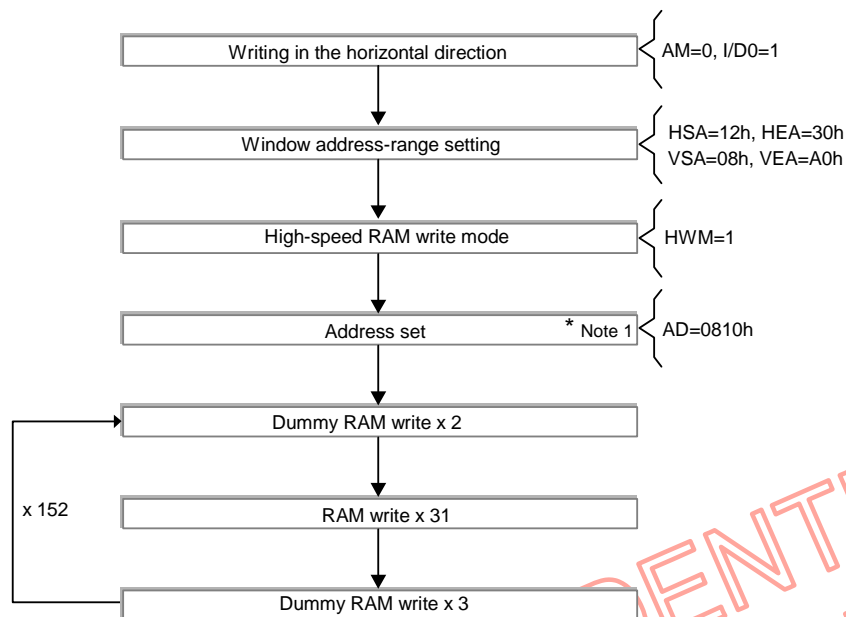 Writing in the horizontal direction
AM=0, I/D0=1
Window address-range setting
HSA=12h, HEA=30h
VSA=08h, VEA=A0h
High-speed RAM write mode
HWM=1
Address set
* Note 1
AD=0810h
Dummy RAM write x 2
x 152
RAM write x 31
Dummy RAM write x 3